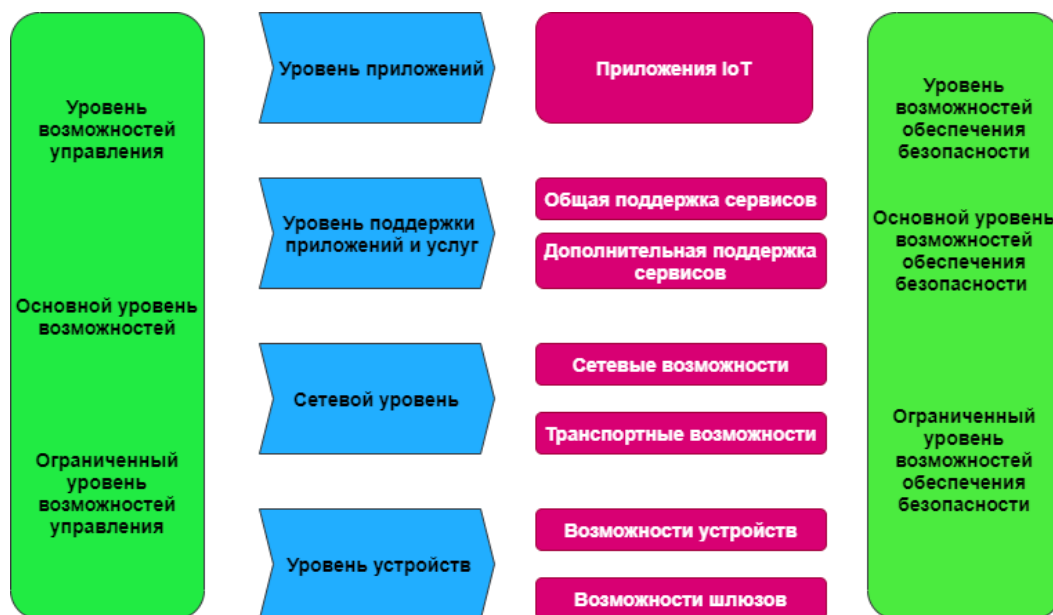 Уровень
возможностей
управления
Основной уровень
возможностей
Ограниченный
уровень
возможностей
управления
Уровень приложений
Приложения IoT
Уровень поддержки
приложений и услуг
Общая поддержка сервисов
Дополнительная поддержка
сервисов
Сетевой уровень
Сетевые возможности
Транспортные возможности
Уровень устройств
Возможности устройств
Возможности шлюзов
Уровень
возможностей
обеспечения
безопасности
Основной уровень
возможностей
обеспечения
безопасности
Ограниченный
уровень
возможностей
обеспечения
безопасности